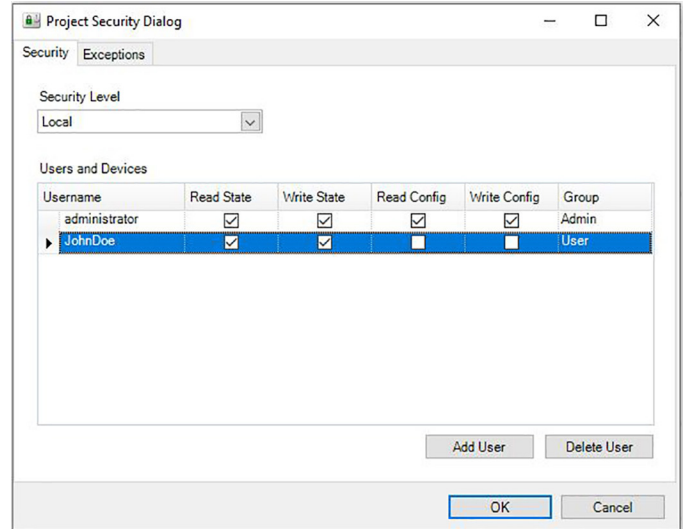 Project Security Dialog
Security Exceptions
Security Level
Local
Users and Devices
Username Read State Write State Read Config Write Config Group
administrator Admin
JohnDoe User
Add User Delete User
OK Cancel